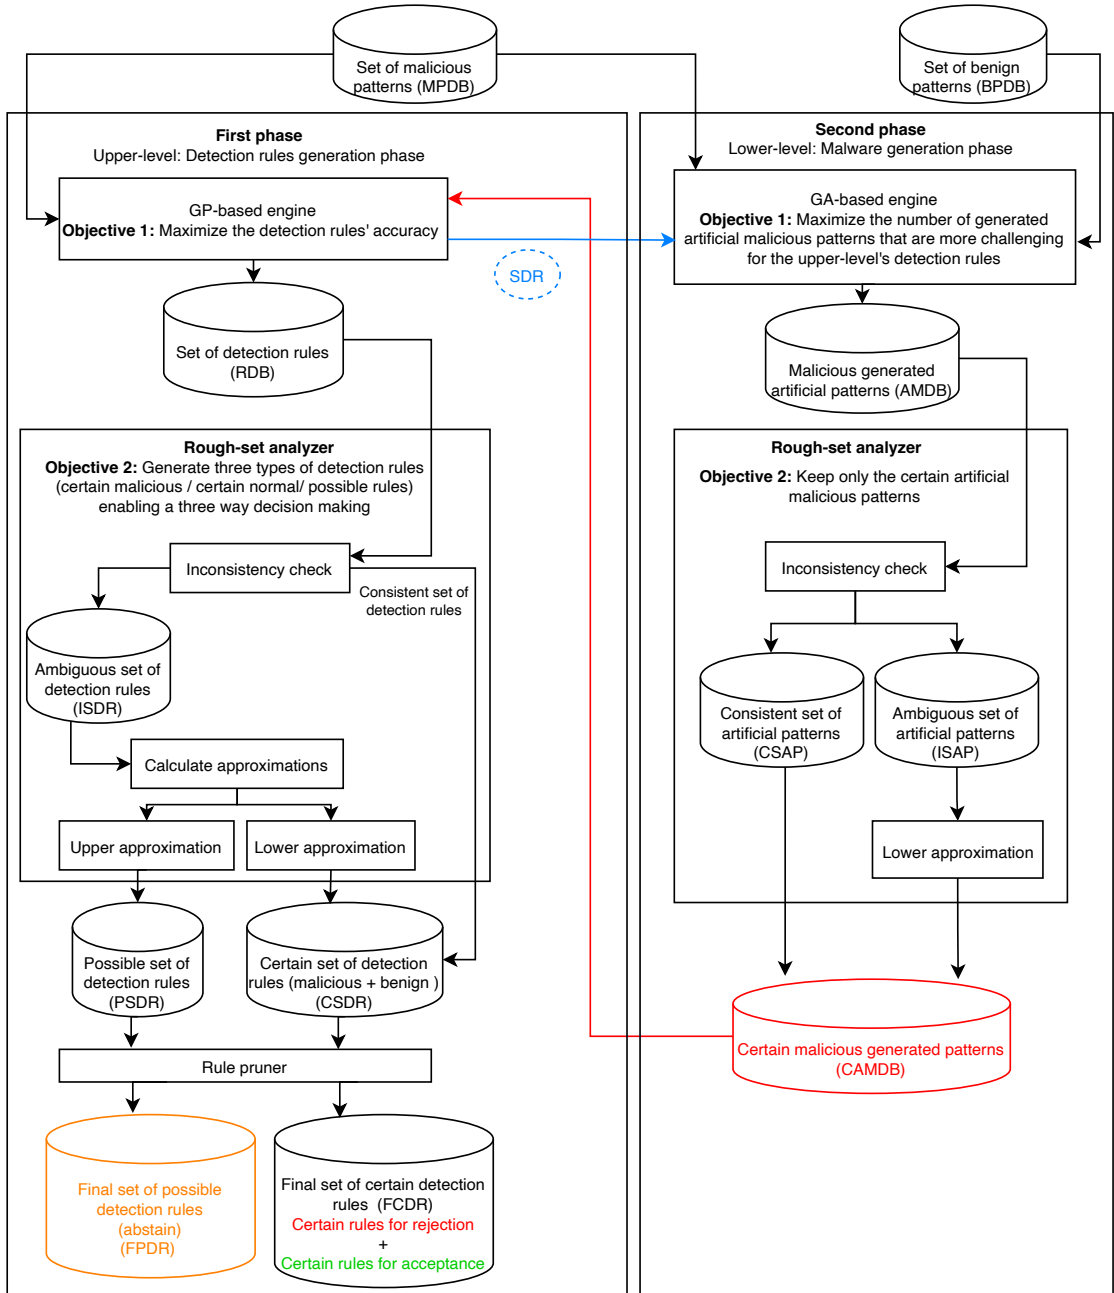 Set of malicious
patterns (MPDB)
Set of benign
patterns (BPDB)
First phase
Upper-level: Detection rules generation phase
GP-based engine
Objective 1: Maximize the detection rules' accuracy
SDR
Set of detection rules
(RDB)
Rough-set analyzer
Objective 2: Generate three types of detection rules
(certain malicious / certain normal/ possible rules)
enabling a three way decision making
Inconsistency check
Consistent set of
detection rules
Ambiguous set of
detection rules
(ISDR)
Calculate approximations
Upper approximation
Lower approximation
Possible set of
detection rules
(PSDR)
Certain set of detection
rules (malicious + benign )
(CSDR)
Rule pruner
Final set of possible
detection rules
(abstain)
(FPDR)
Final set of certain detection
rules (FCDR)
Certain rules for rejection
+
Certain rules for acceptance
Second phase
Lower-level: Malware generation phase
GA-based engine
Objective 1: Maximize the number of generated
artificial malicious patterns that are more challenging
for the upper-level's detection rules
Malicious generated
artificial patterns (AMDB)
Rough-set analyzer
Objective 2: Keep only the certain artificial
malicious patterns
Inconsistency check
Consistent set of
artificial patterns
(CSAP)
Ambiguous set of
artificial patterns
(ISAP)
Lower approximation
Certain malicious generated patterns
(CAMDB)